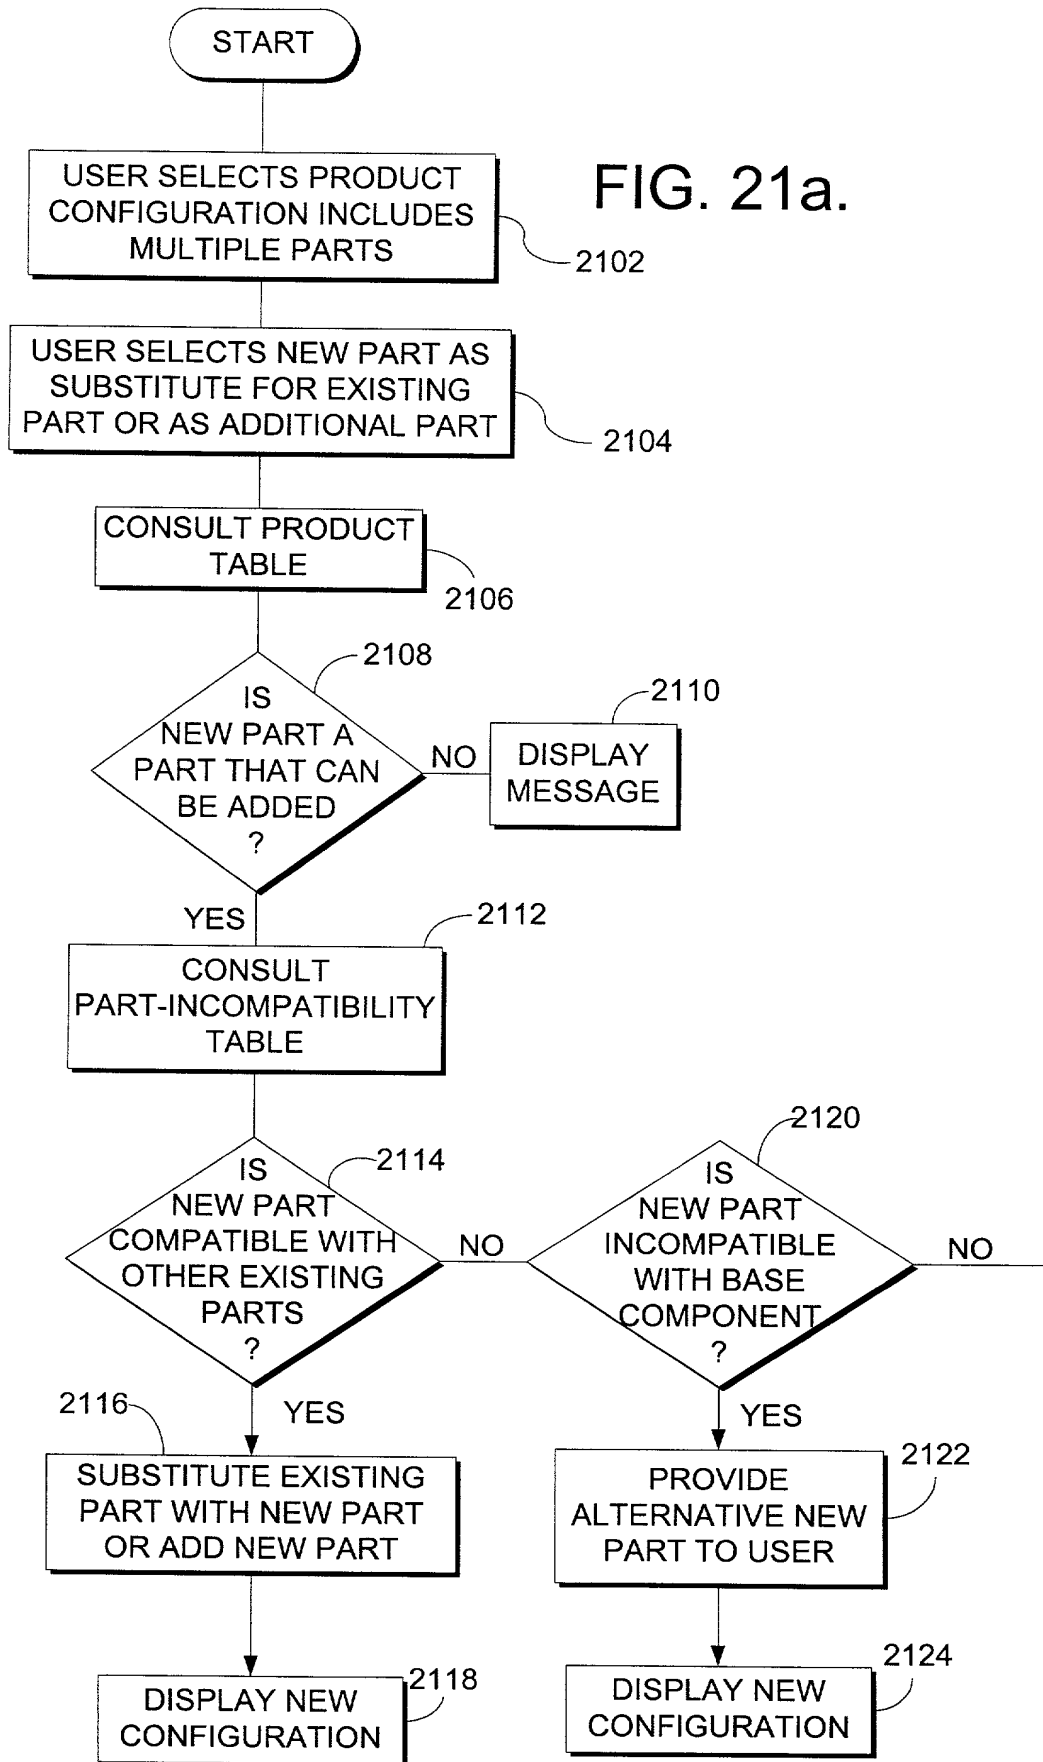 START
FIG. 21a.
USER SELECTS PRODUCT
CONFIGURATION INCLUDES
MULTIPLE PARTS
2102
USER SELECTS NEW PART AS
SUBSTITUTE FOR EXISTING
PART OR AS ADDITIONAL PART
2104
CONSULT PRODUCT
TABLE
2106
2108
IS
NEW PART A
PART THAT CAN
BE ADDED
?
NO
2110
DISPLAY
MESSAGE
YES
2112
CONSULT
PART-INCOMPATIBILITY
TABLE
2114
IS
NEW PART
COMPATIBLE WITH
OTHER EXISTING
PARTS
?
NO
2120
IS
NEW PART
INCOMPATIBLE
WITH BASE
COMPONENT
?
NO
YES
2116
SUBSTITUTE EXISTING
PART WITH NEW PART
OR ADD NEW PART
YES
2122
PROVIDE
ALTERNATIVE NEW
PART TO USER
2118
DISPLAY NEW
CONFIGURATION
2124
DISPLAY NEW
CONFIGURATION